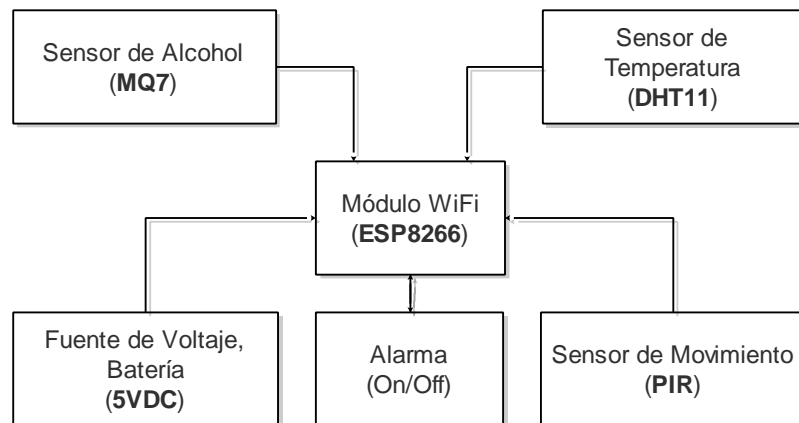 Sensor de Alcohol
(MQ7)
Sensor de
Temperatura
(DHT11)
Módulo WiFi
(ESP8266)
Fuente de Voltaje,
Batería
(5VDC)
Alarma
(On/Off)
Sensor de Movimiento
(PIR)